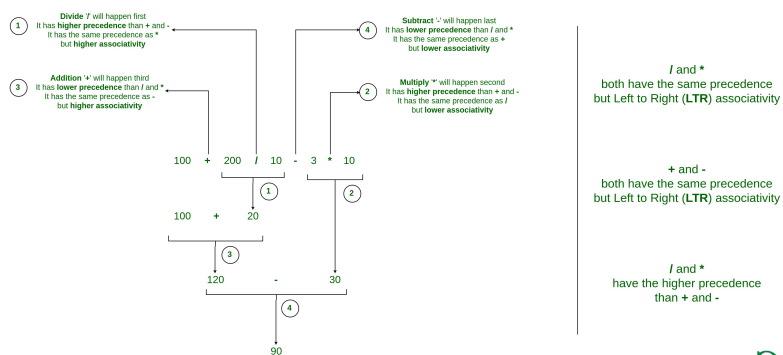 1
Divide '/' will happen first
It has higher precedence than + and -
It has the same precedence as *
but higher associativity
4
Subtract '-' will happen last
It has lower precedence than / and *
It has the same precedence as +
but lower associativity
3
Addition '+' will happen third
It has lower precedence than / and *
It has the same precedence as -
but higher associativity
2
Multiply '*' will happen second
It has higher precedence than + and -
It has the same precedence as /
but lower associativity
100 + 200 / 10 - 3 * 10
1
2
100 + 20
3
120 - 30
4
90
/ and *
both have the same precedence
but Left to Right (LTR) associativity
+ and -
both have the same precedence
but Left to Right (LTR) associativity
/ and *
have the higher precedence
than + and -